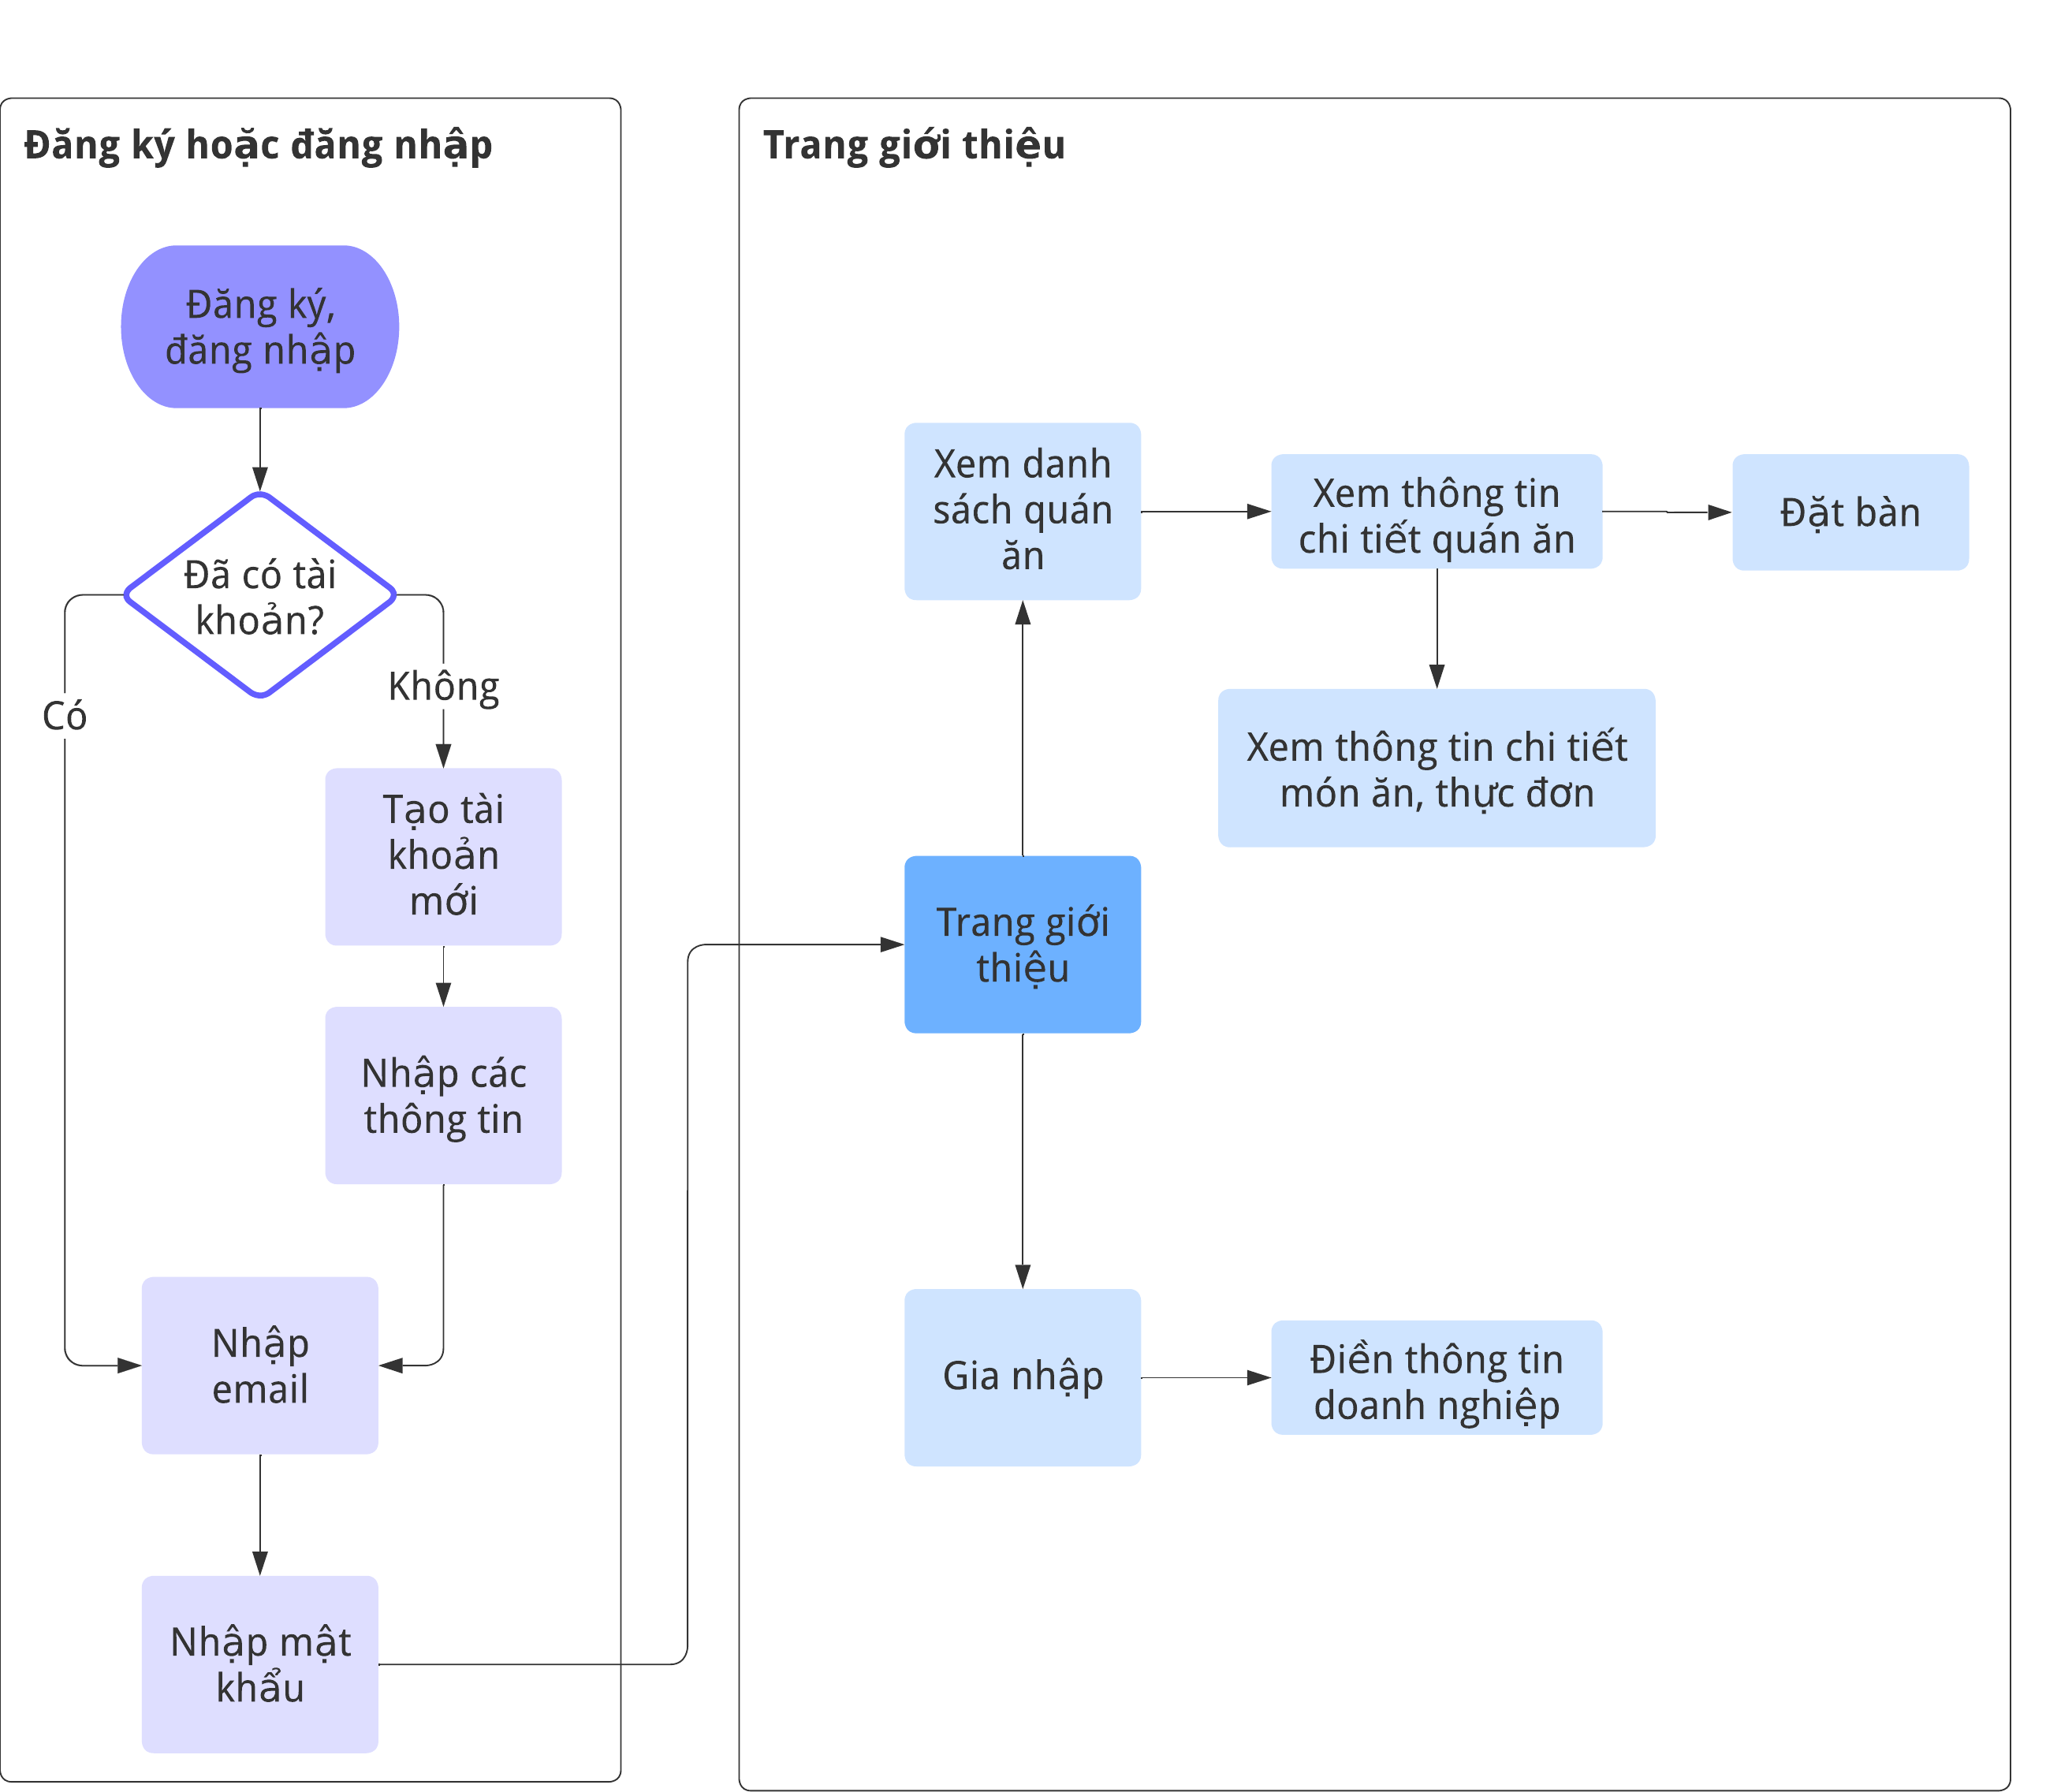 Đăng ký hoặc đăng nhập
Đăng ký,
đăng nhập
Đã có tài
khoản?
Có
Không
Tạo tài
khoản
mới
Nhập các
thông tin
Nhập
email
Nhập mật
khẩu
Trang giới thiệu
Xem danh
sách quán
ăn
Xem thông tin
chi tiết quán ăn
Đặt bàn
Xem thông tin chi tiết
món ăn, thực đơn
Trang giới
thiệu
Gia nhập
Điền thông tin
doanh nghiệp